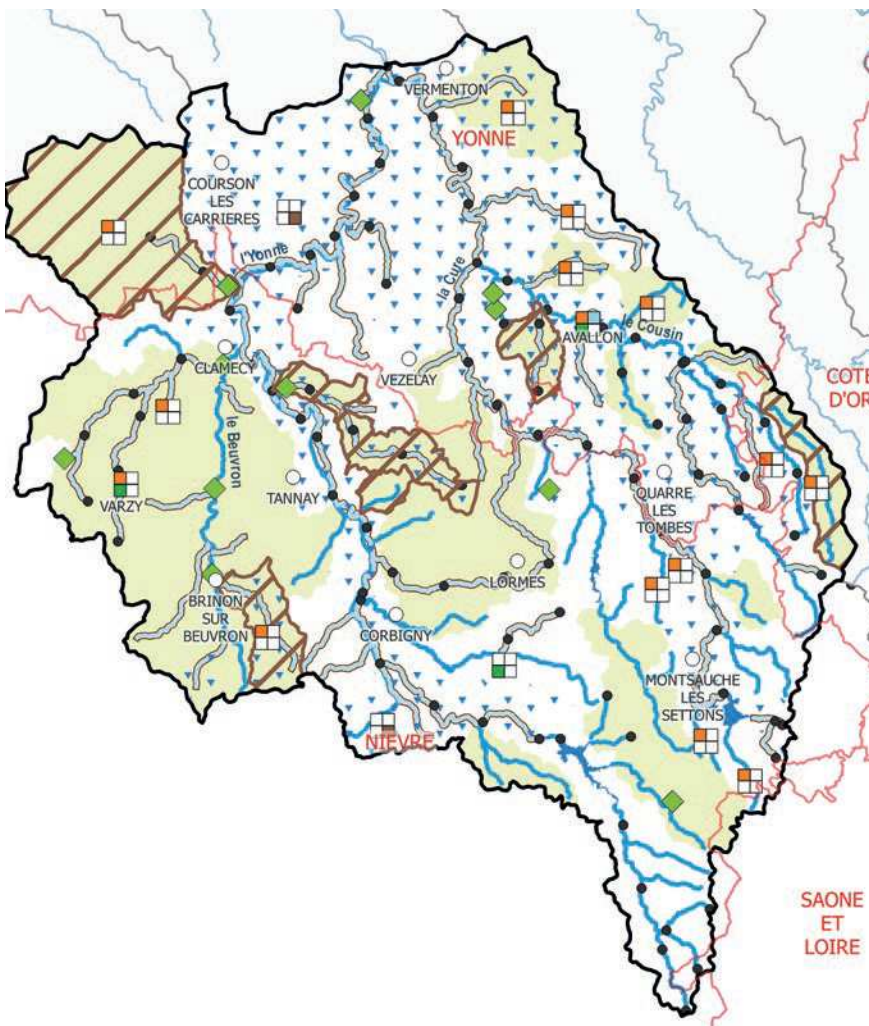 VERMENTON
YONNE
COURSON
LES
CARRIERES
l'Yonne
la Cure
le Cousin
AVALLON
CLAMECY
VEZELAY
COTE
D'OR
le Beuvron
VARZY
TANNAY
QUARRE
LES
TOMBES
LORMES
BRINON
SUR
BEUVRON
CORBIGNY
MONTSAUCHE
LES
SETTONS
NIEVRE
SAONE
ET
LOIRE